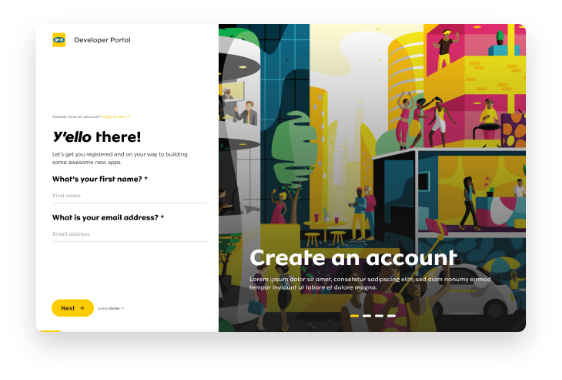 MTN
Developer Portal
Already have an account? Login to here
Y'ello there!
Let's get you registered and on your way to building
some awesome new apps.
What's your first name? *
First name
What is your email address? *
Email address
Next →
press Enter ↵
Create an account
Lorem ipsum dolor sit amet, consetetur sadipscing elitr, sed diam nonumy eirmod
tempor invidunt ut labore et dolore magna.